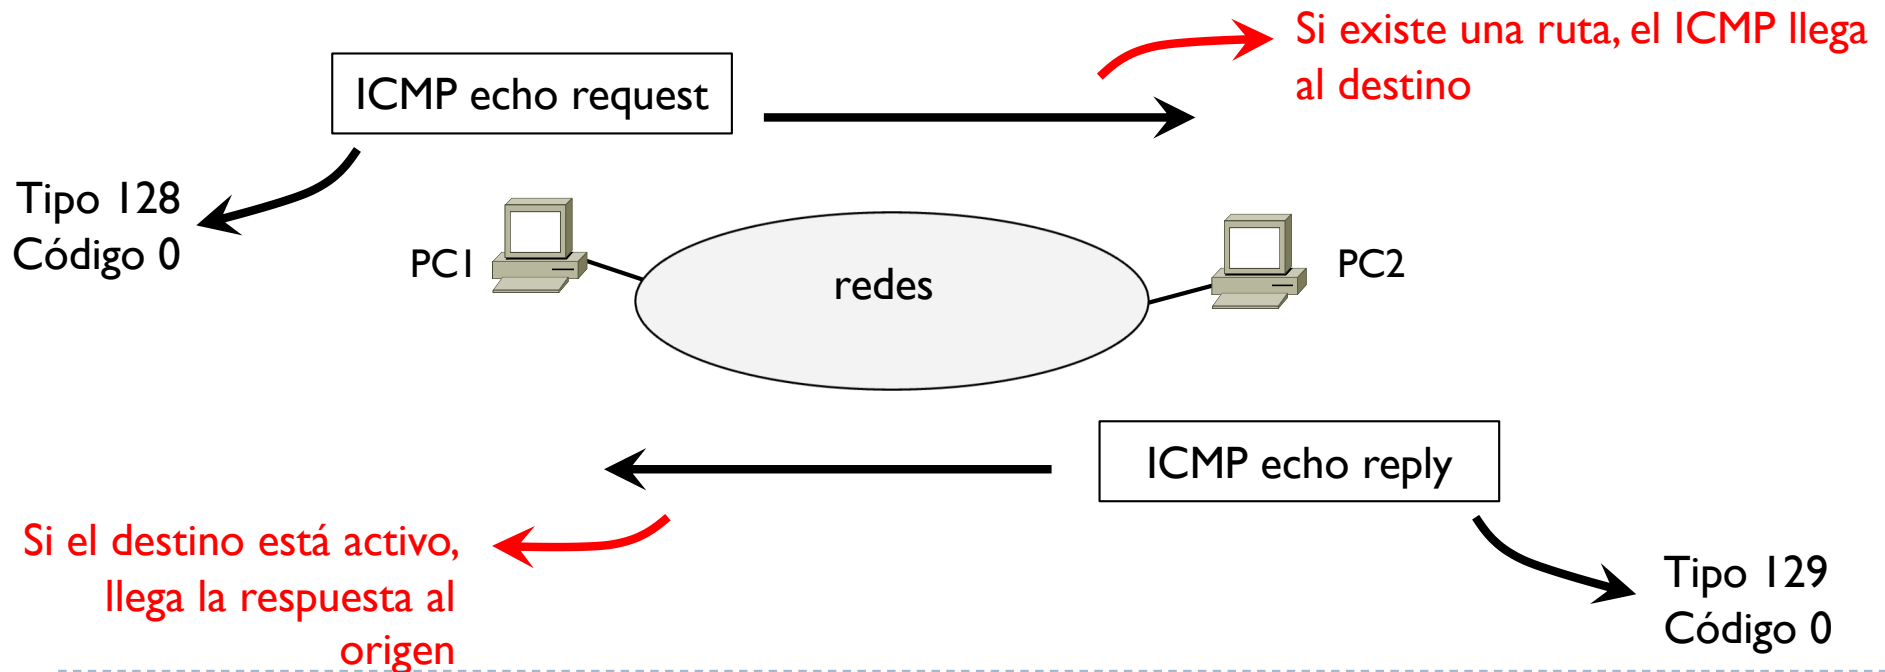 Si existe una ruta, el ICMP llega
al destino
ICMP echo request
Tipo 128
Código 0
PC1
redes
PC2
ICMP echo reply
Si el destino está activo,
llega la respuesta al
origen
Tipo 129
Código 0